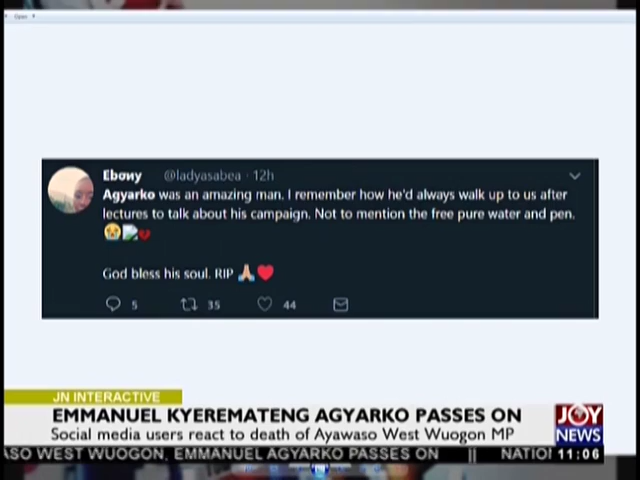 Open
Ebony @ladyasabea · 12h
Agyarko was an amazing man. I remember how he'd always walk up to us after
lectures to talk about his campaign. Not to mention the free pure water and pen.
God bless his soul. RIP
5 35 44
JN INTERACTIVE
EMMANUEL KYEREMATENG AGYARKO PASSES ON
Social media users react to death of Ayawaso West Wuogon MP
JOY
NEWS
ASO WEST WUOGON, EMMANUEL AGYARKO PASSES ON || NATIO
11:06